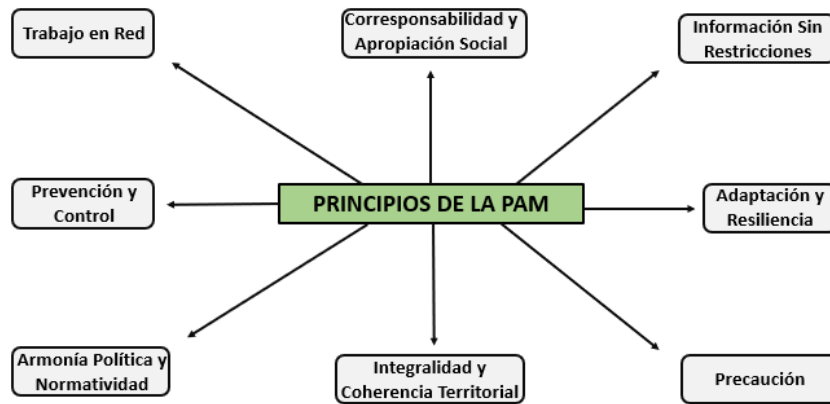 Trabajo en Red
Corresponsabilidad y
Apropiación Social
Información Sin
Restricciones
Prevención y
Control
PRINCIPIOS DE LA PAM
Adaptación y
Resiliencia
Armonía Política y
Normatividad
Integralidad y
Coherencia Territorial
Precaución